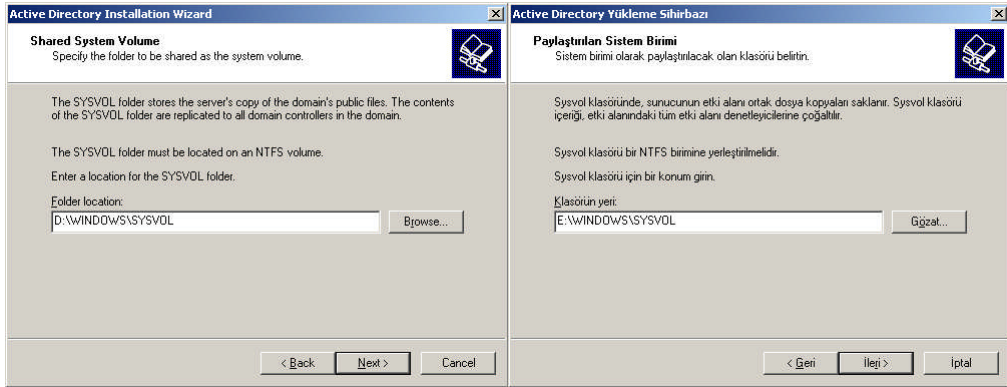 Active Directory Installation Wizard
Shared System Volume
Specify the folder to be shared as the system volume.
The SYSVOL folder stores the server's copy of the domain's public files. The contents
of the SYSVOL folder are replicated to all domain controllers in the domain.
The SYSVOL folder must be located on an NTFS volume.
Enter a location for the SYSVOL folder.
Folder location:
D:\WINDOWS\SYSVOL
Browse...
< Back
Next >
Cancel
Active Directory Yükleme Sihirbazı
Paylaştırılan Sistem Birimi
Sistem birimi olarak paylaştırılacak olan klasörü belirtin.
Sysvol klasöründe, sunucunun etki alanı ortak dosya kopyaları saklanır. Sysvol klasörü
içeriği, etki alanındaki tüm etki alanı denetleyicilerine çoğaltılır.
Sysvol klasörü bir NTFS birimine yerleştirilmelidir.
Sysvol klasörü için bir konum girin.
Klasörün yeri:
E:\WINDOWS\SYSVOL
Gözat...
< Geri
İleri >
İptal